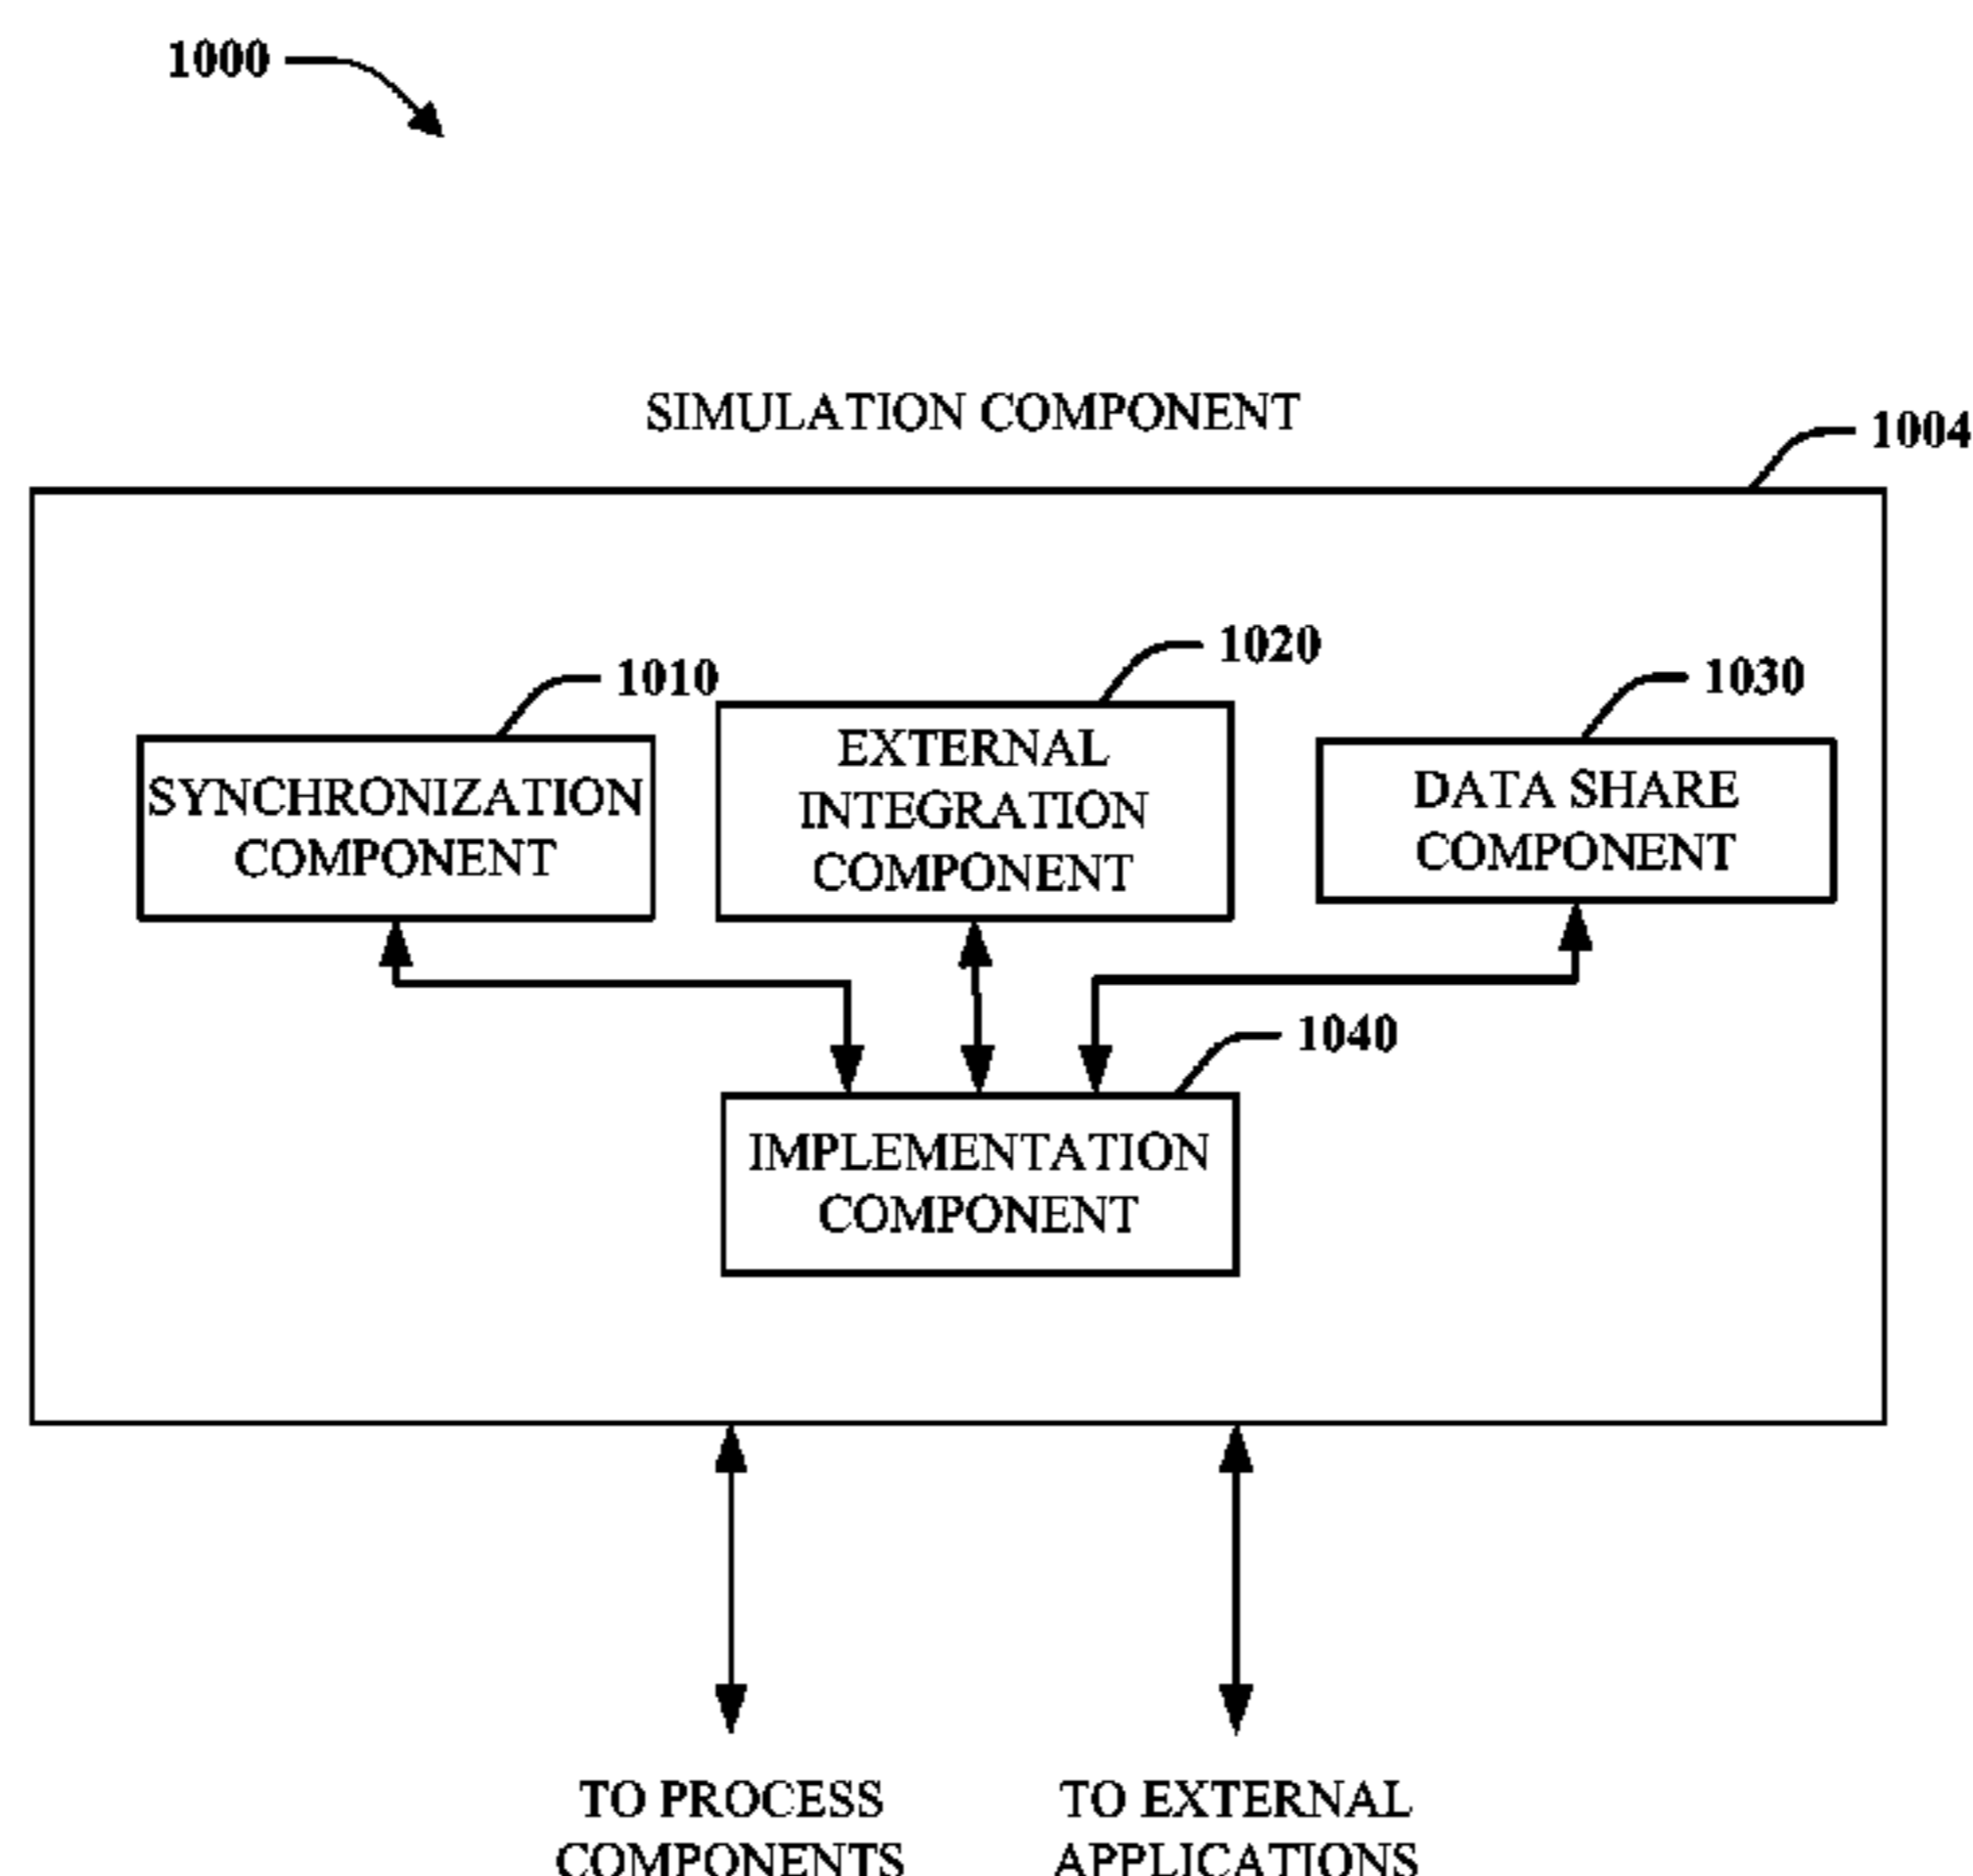 1000
SIMULATION COMPONENT
1004
1010
1020
1030
SYNCHRONIZATION
COMPONENT
EXTERNAL
INTEGRATION
COMPONENT
DATA SHARE
COMPONENT
1040
IMPLEMENTATION
COMPONENT
TO PROCESS
COMPONENTS
TO EXTERNAL
APPLICATIONS